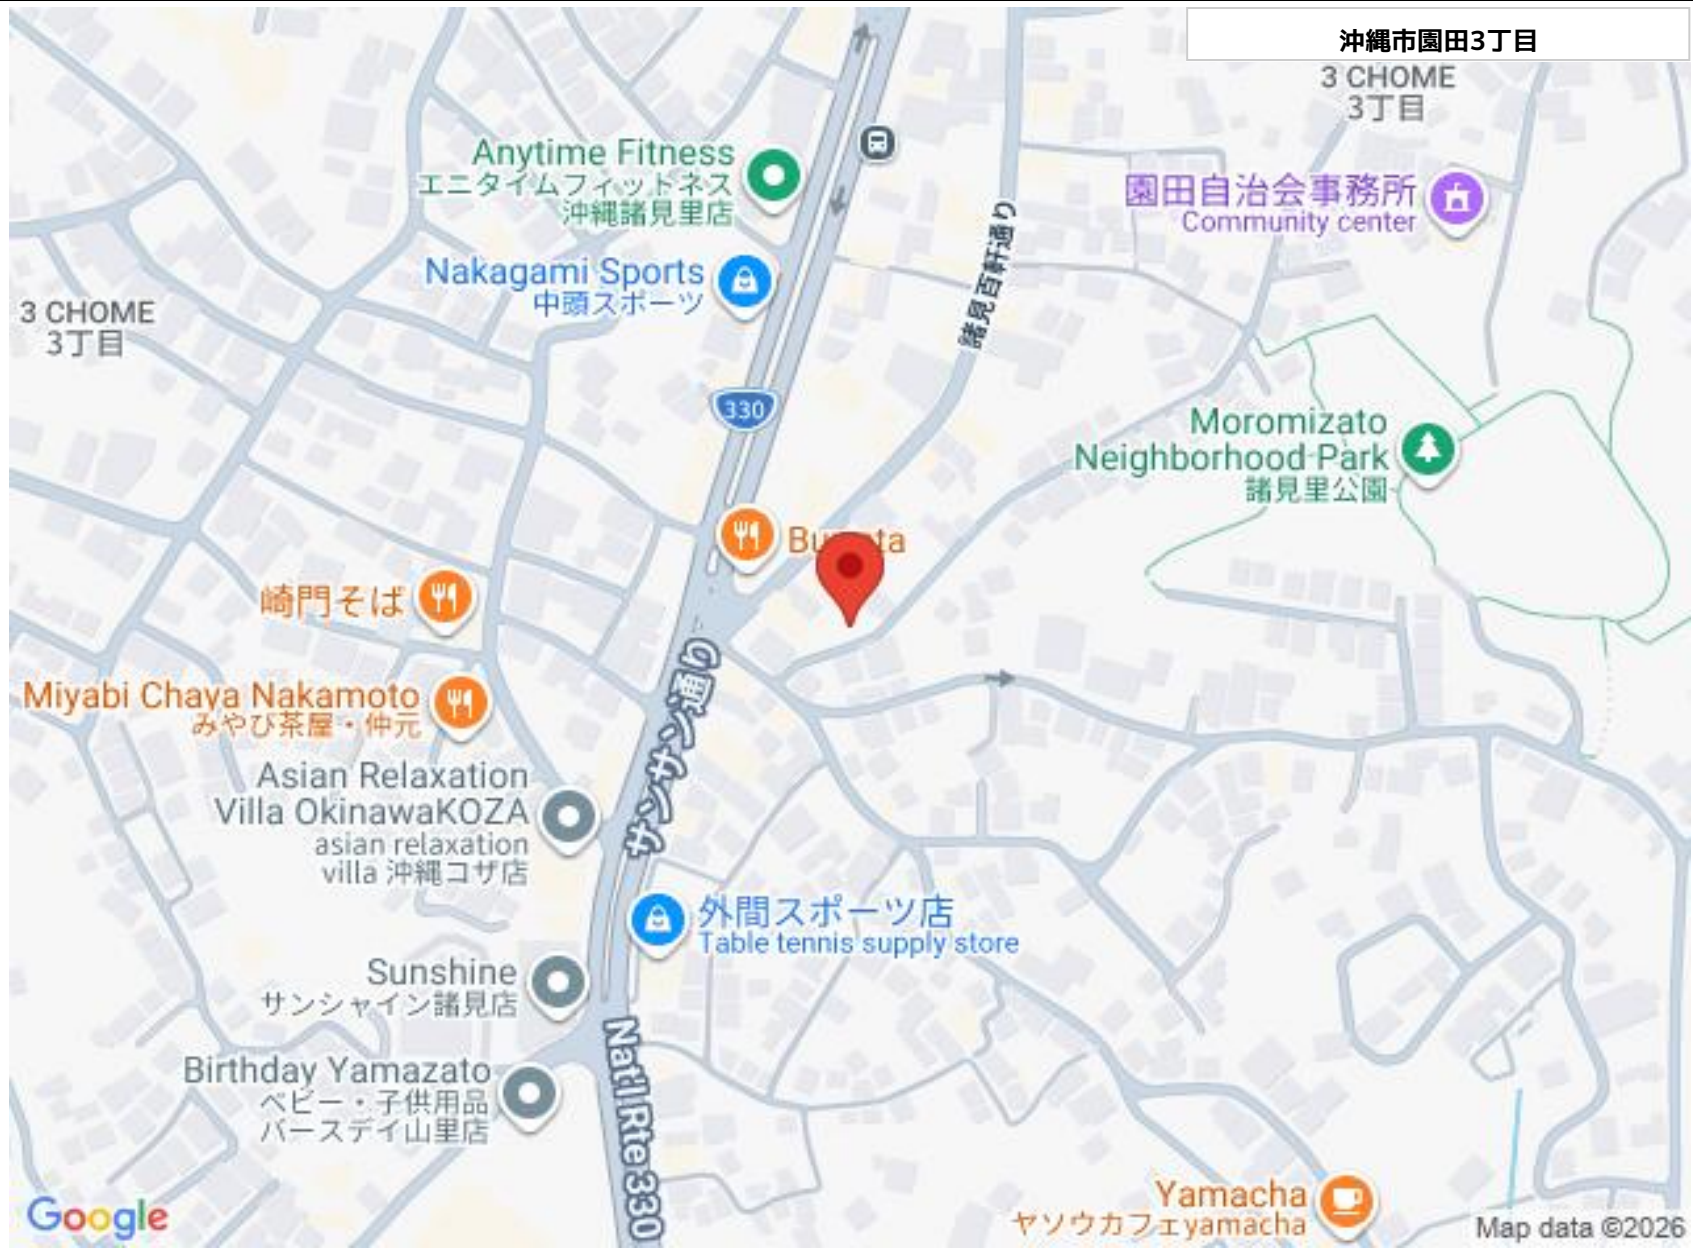 沖縄市園田3丁目
3 CHOME
3丁目
Anytime Fitness
エニタイムフィットネス
沖縄諸見里店
園田自治会事務所
Community center
諸見百軒通り
Nakagami Sports
中頭スポーツ
3 CHOME
3丁目
330
Moromizato
Neighborhood Park
諸見里公園
崎門そば
サンサン通り
Miyabi Chaya Nakamoto
みやび茶屋・仲元
Asian Relaxation
Villa OkinawaKOZA
asian relaxation
villa 沖縄コザ店
外間スポーツ店
Table tennis supply store
Sunshine
サンシャイン諸見店
Nat'l Rte 330
Birthday Yamazato
ベビー・子供用品
バースデイ山里店
Yamacha
ヤソウカフェyamacha
Google
Map data ©2026